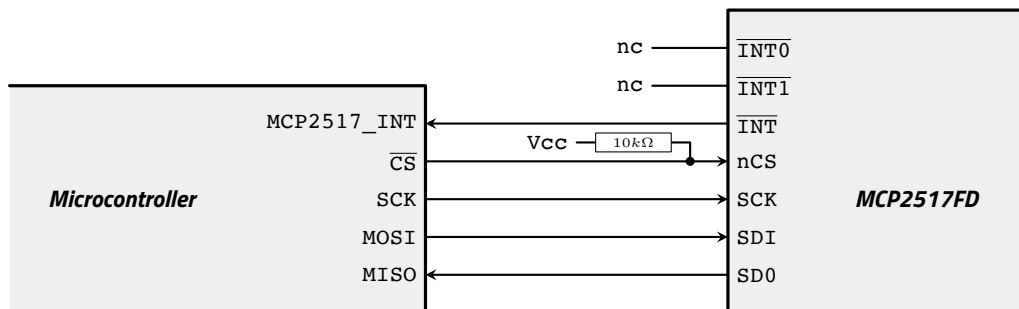 nc INT0
nc INT1
MCP2517_INT INT
Vcc 10kΩ
CS nCS
Microcontroller SCK SCK MCP2517FD
MOSI SDI
MISO SD0